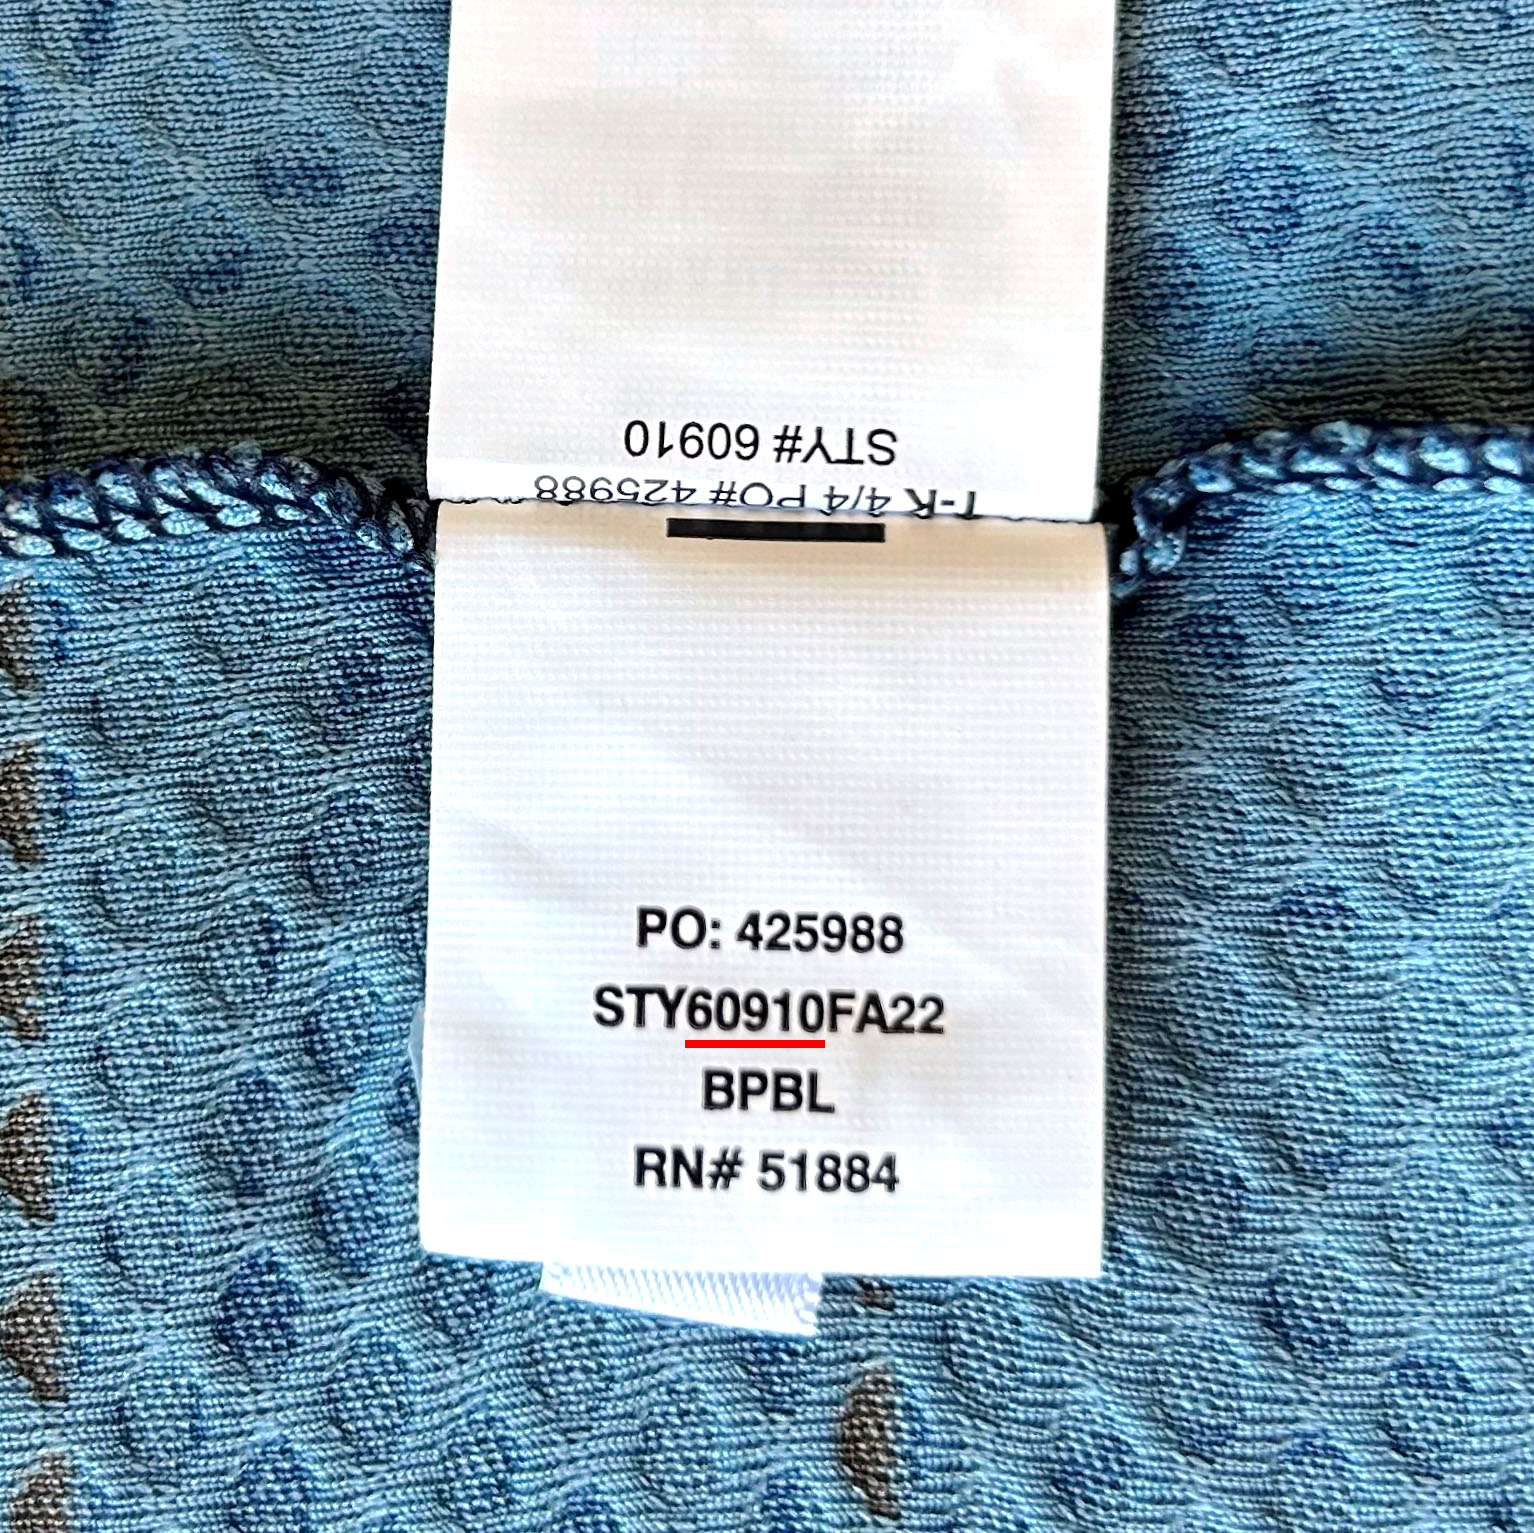 STY# 60910
T-K 4/4 PO# 425988
PO: 425988
STY60910FA22
BPBL
RN# 51884